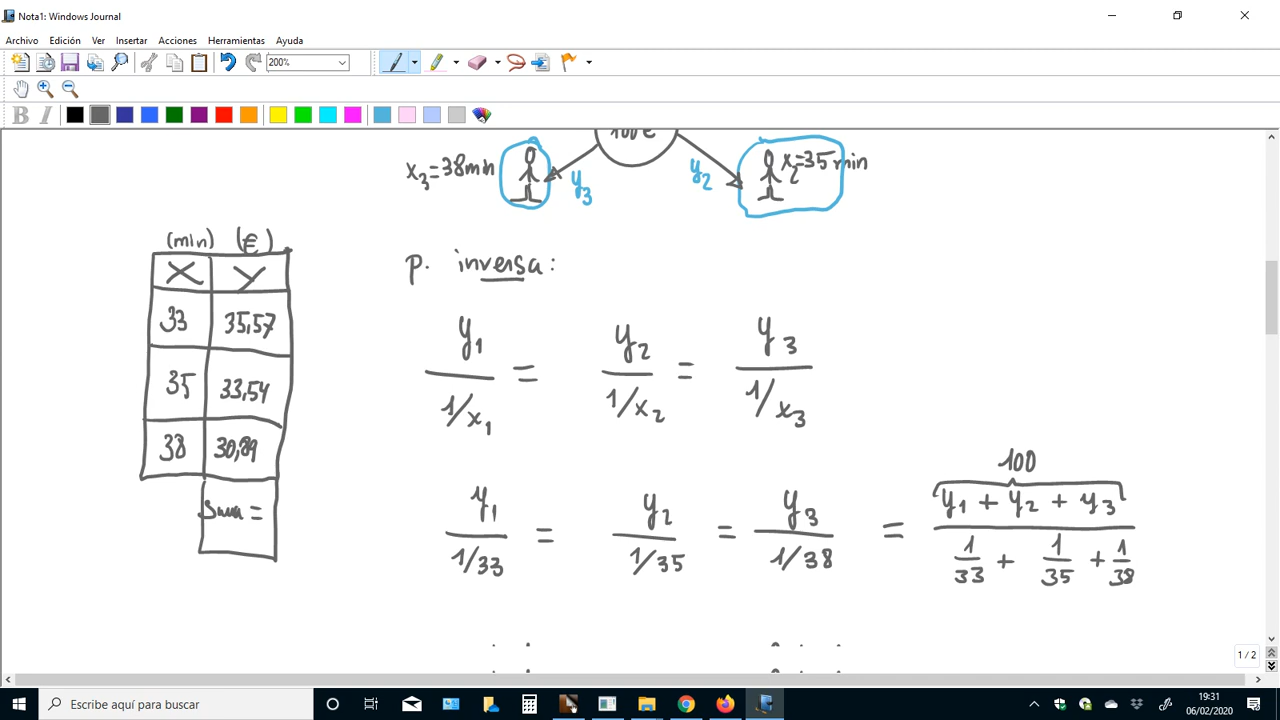 Nota1: Windows Journal
Archivo Edición Ver Insertar Acciones Herramientas Ayuda
200%
B I
100€
x₃=38min
y₃
y₂
x₂=35min
(min) (€)
X Y
33 35,57
35 33,54
38 30,89
Suma =
p. inversa:
y₁ / 1/x₁ = y₂ / 1/x₂ = y₃ / 1/x₃
100
y₁/1/33 = y₂/1/35 = y₃/1/38 = y₁ + y₂ + y₃ / 1/33 + 1/35 + 1/38
1 / 2
Escribe aquí para buscar
19:31
06/02/2020